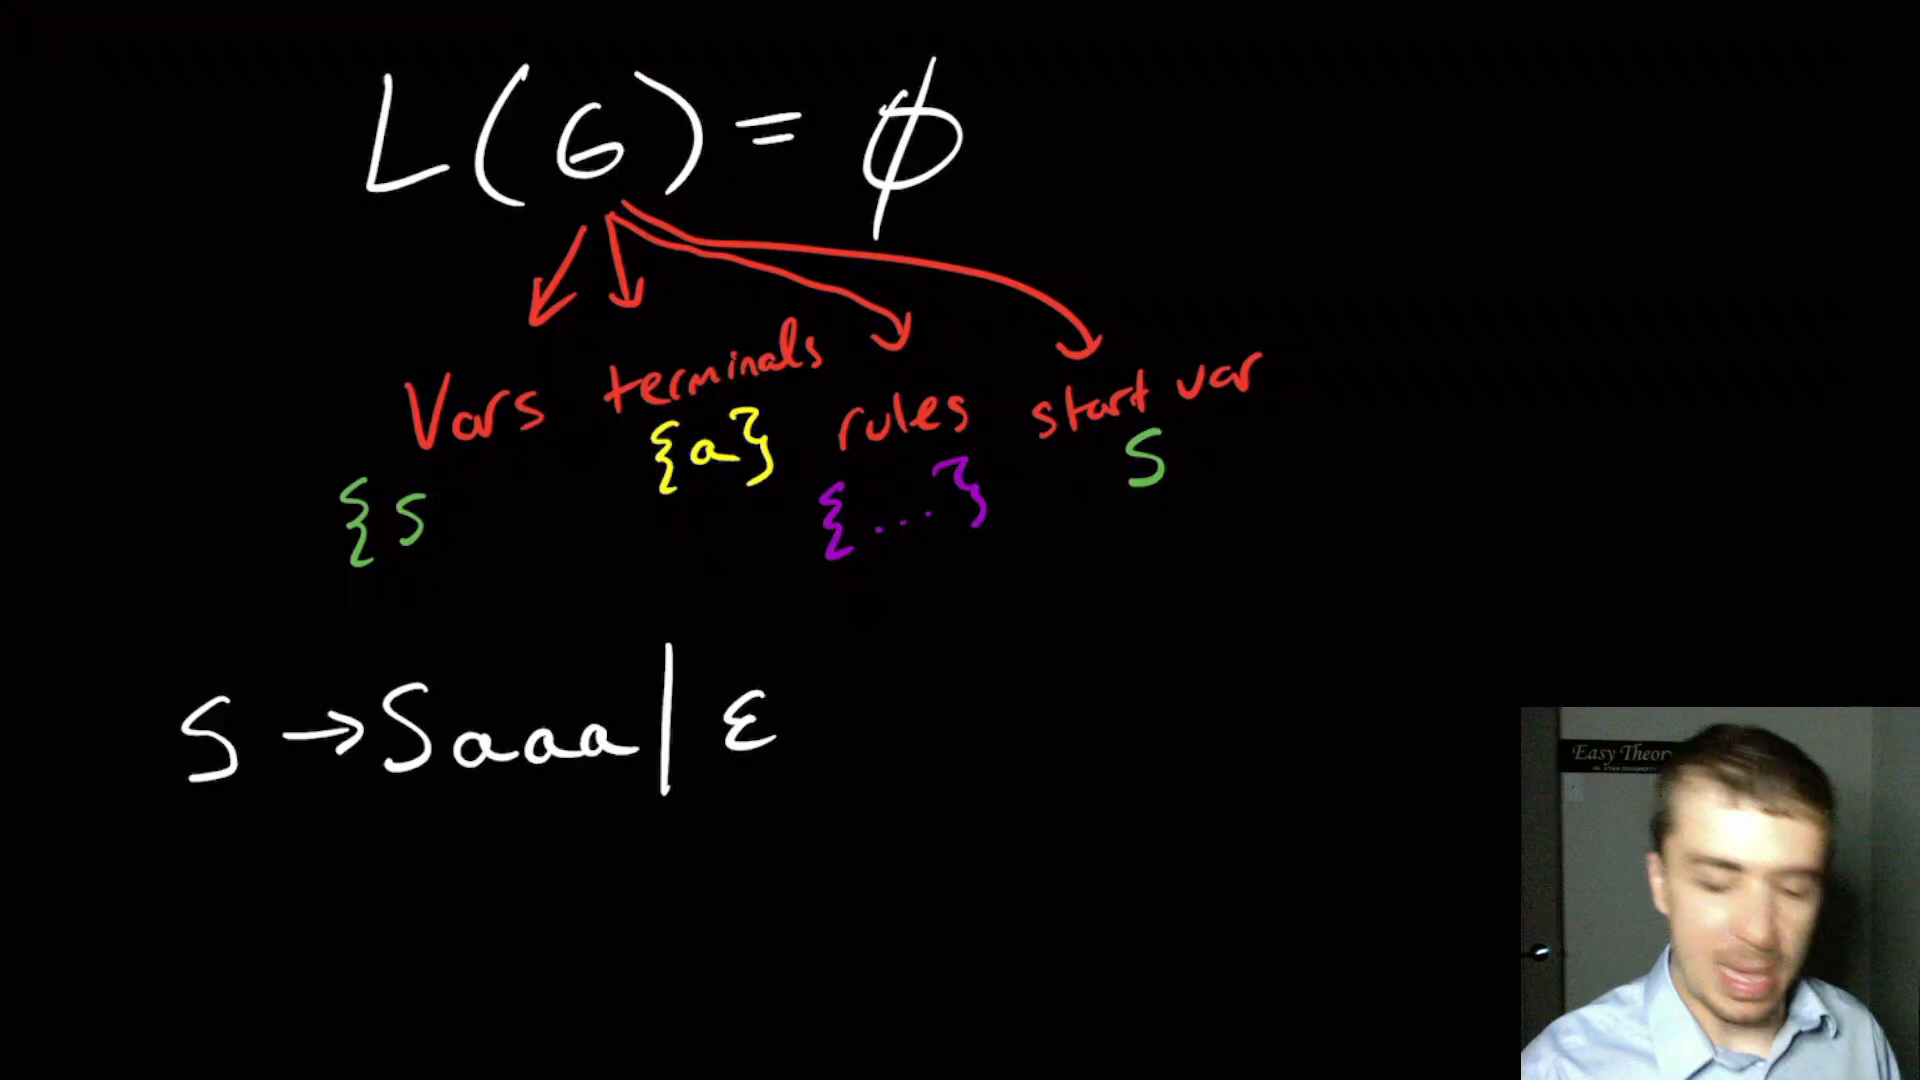 L(G) = ϕ
Vars terminals rules start var
{S {a} {...} S
S → Saaa | ε
Easy Theory